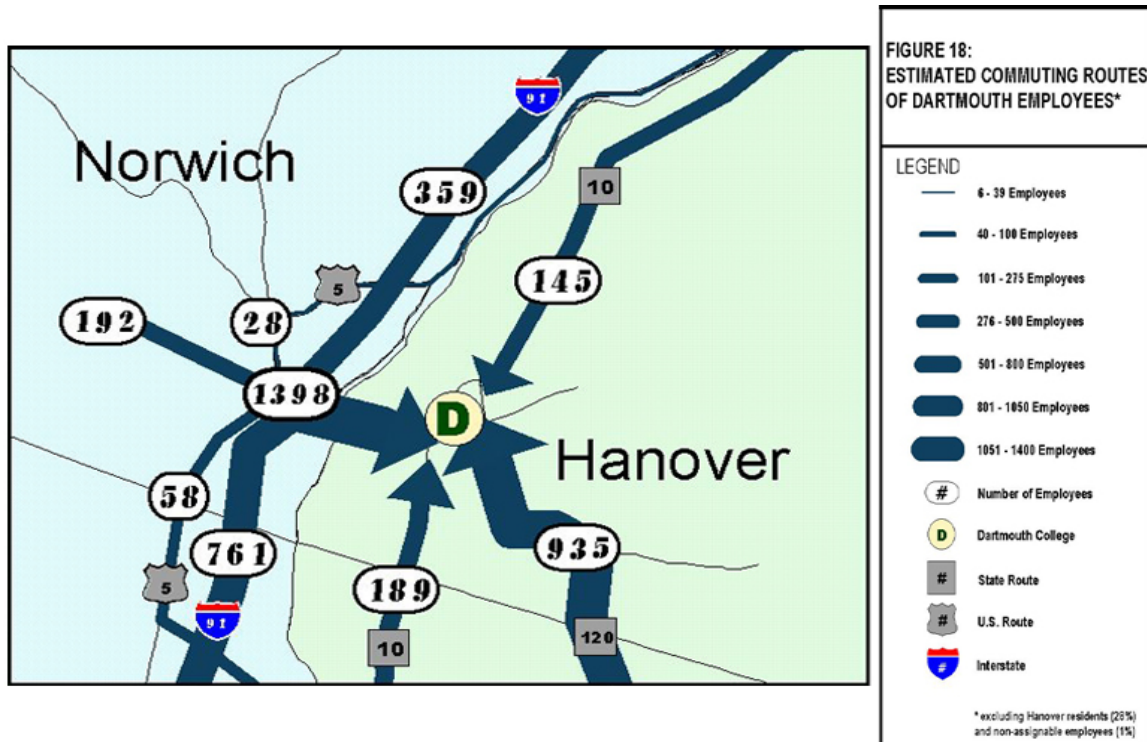 FIGURE 18:
ESTIMATED COMMUTING ROUTES
OF DARTMOUTH EMPLOYEES*
LEGEND
6 - 39 Employees
40 - 100 Employees
101 - 275 Employees
276 - 500 Employees
501 - 800 Employees
801 - 1050 Employees
1051 - 1400 Employees
# Number of Employees
D Dartmouth College
# State Route
# U.S. Route
# Interstate
* excluding Hanover residents (28%)
and non-assignable employees (1%)
91
Norwich
359
10
5
145
192
28
1398
D
Hanover
58
761
935
5
189
91
10
120